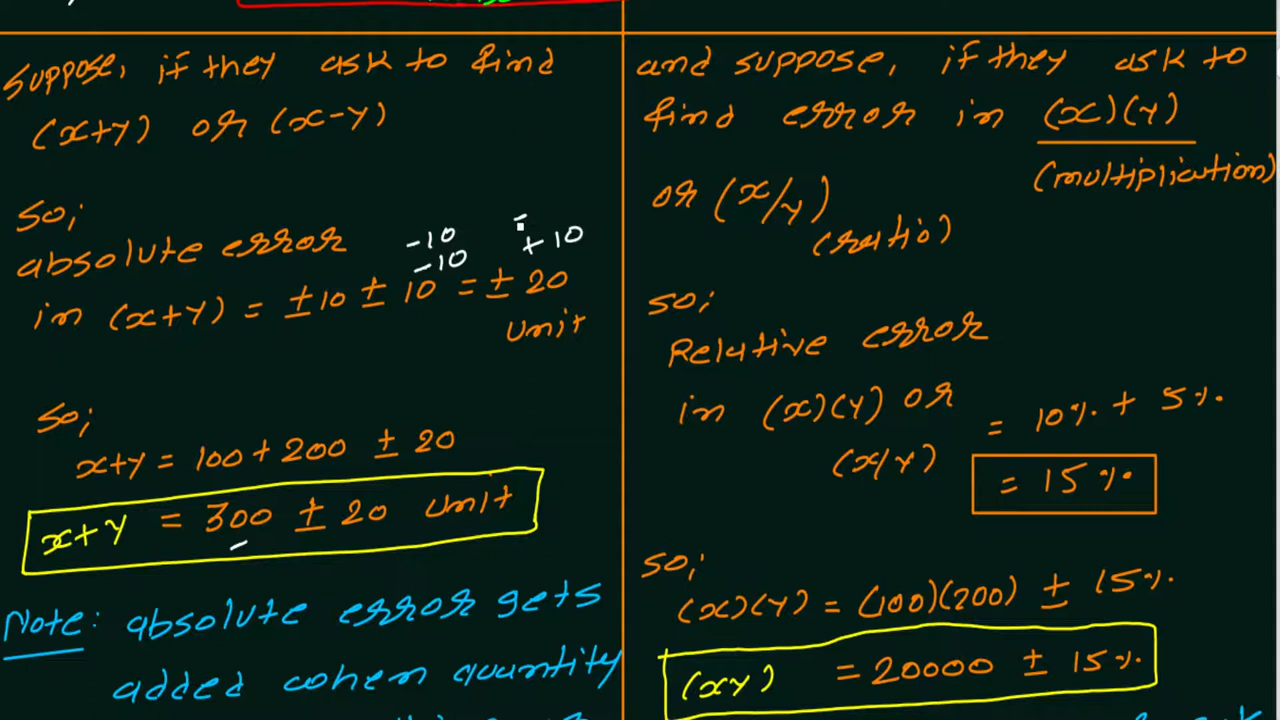 Suppose, if they ask to find
(x+y) or (x-y)
So;
absolute error
-10
-10
+10
in (x+y) = ±10 ± 10 = ± 20
Unit
So;
x+y = 100 + 200 ± 20
x+y = 300 ± 20 Unit
Note: absolute error gets
added when quantity
and suppose, if they ask to
find error in (x)(y)
(multiplication)
or (x/y)
(ratio)
So;
Relative error
in (x)(y) or
(x/y)
= 10% + 5%
= 15%
So;
(x)(y) = (100)(200) ± 15%
(xy) = 20000 ± 15%